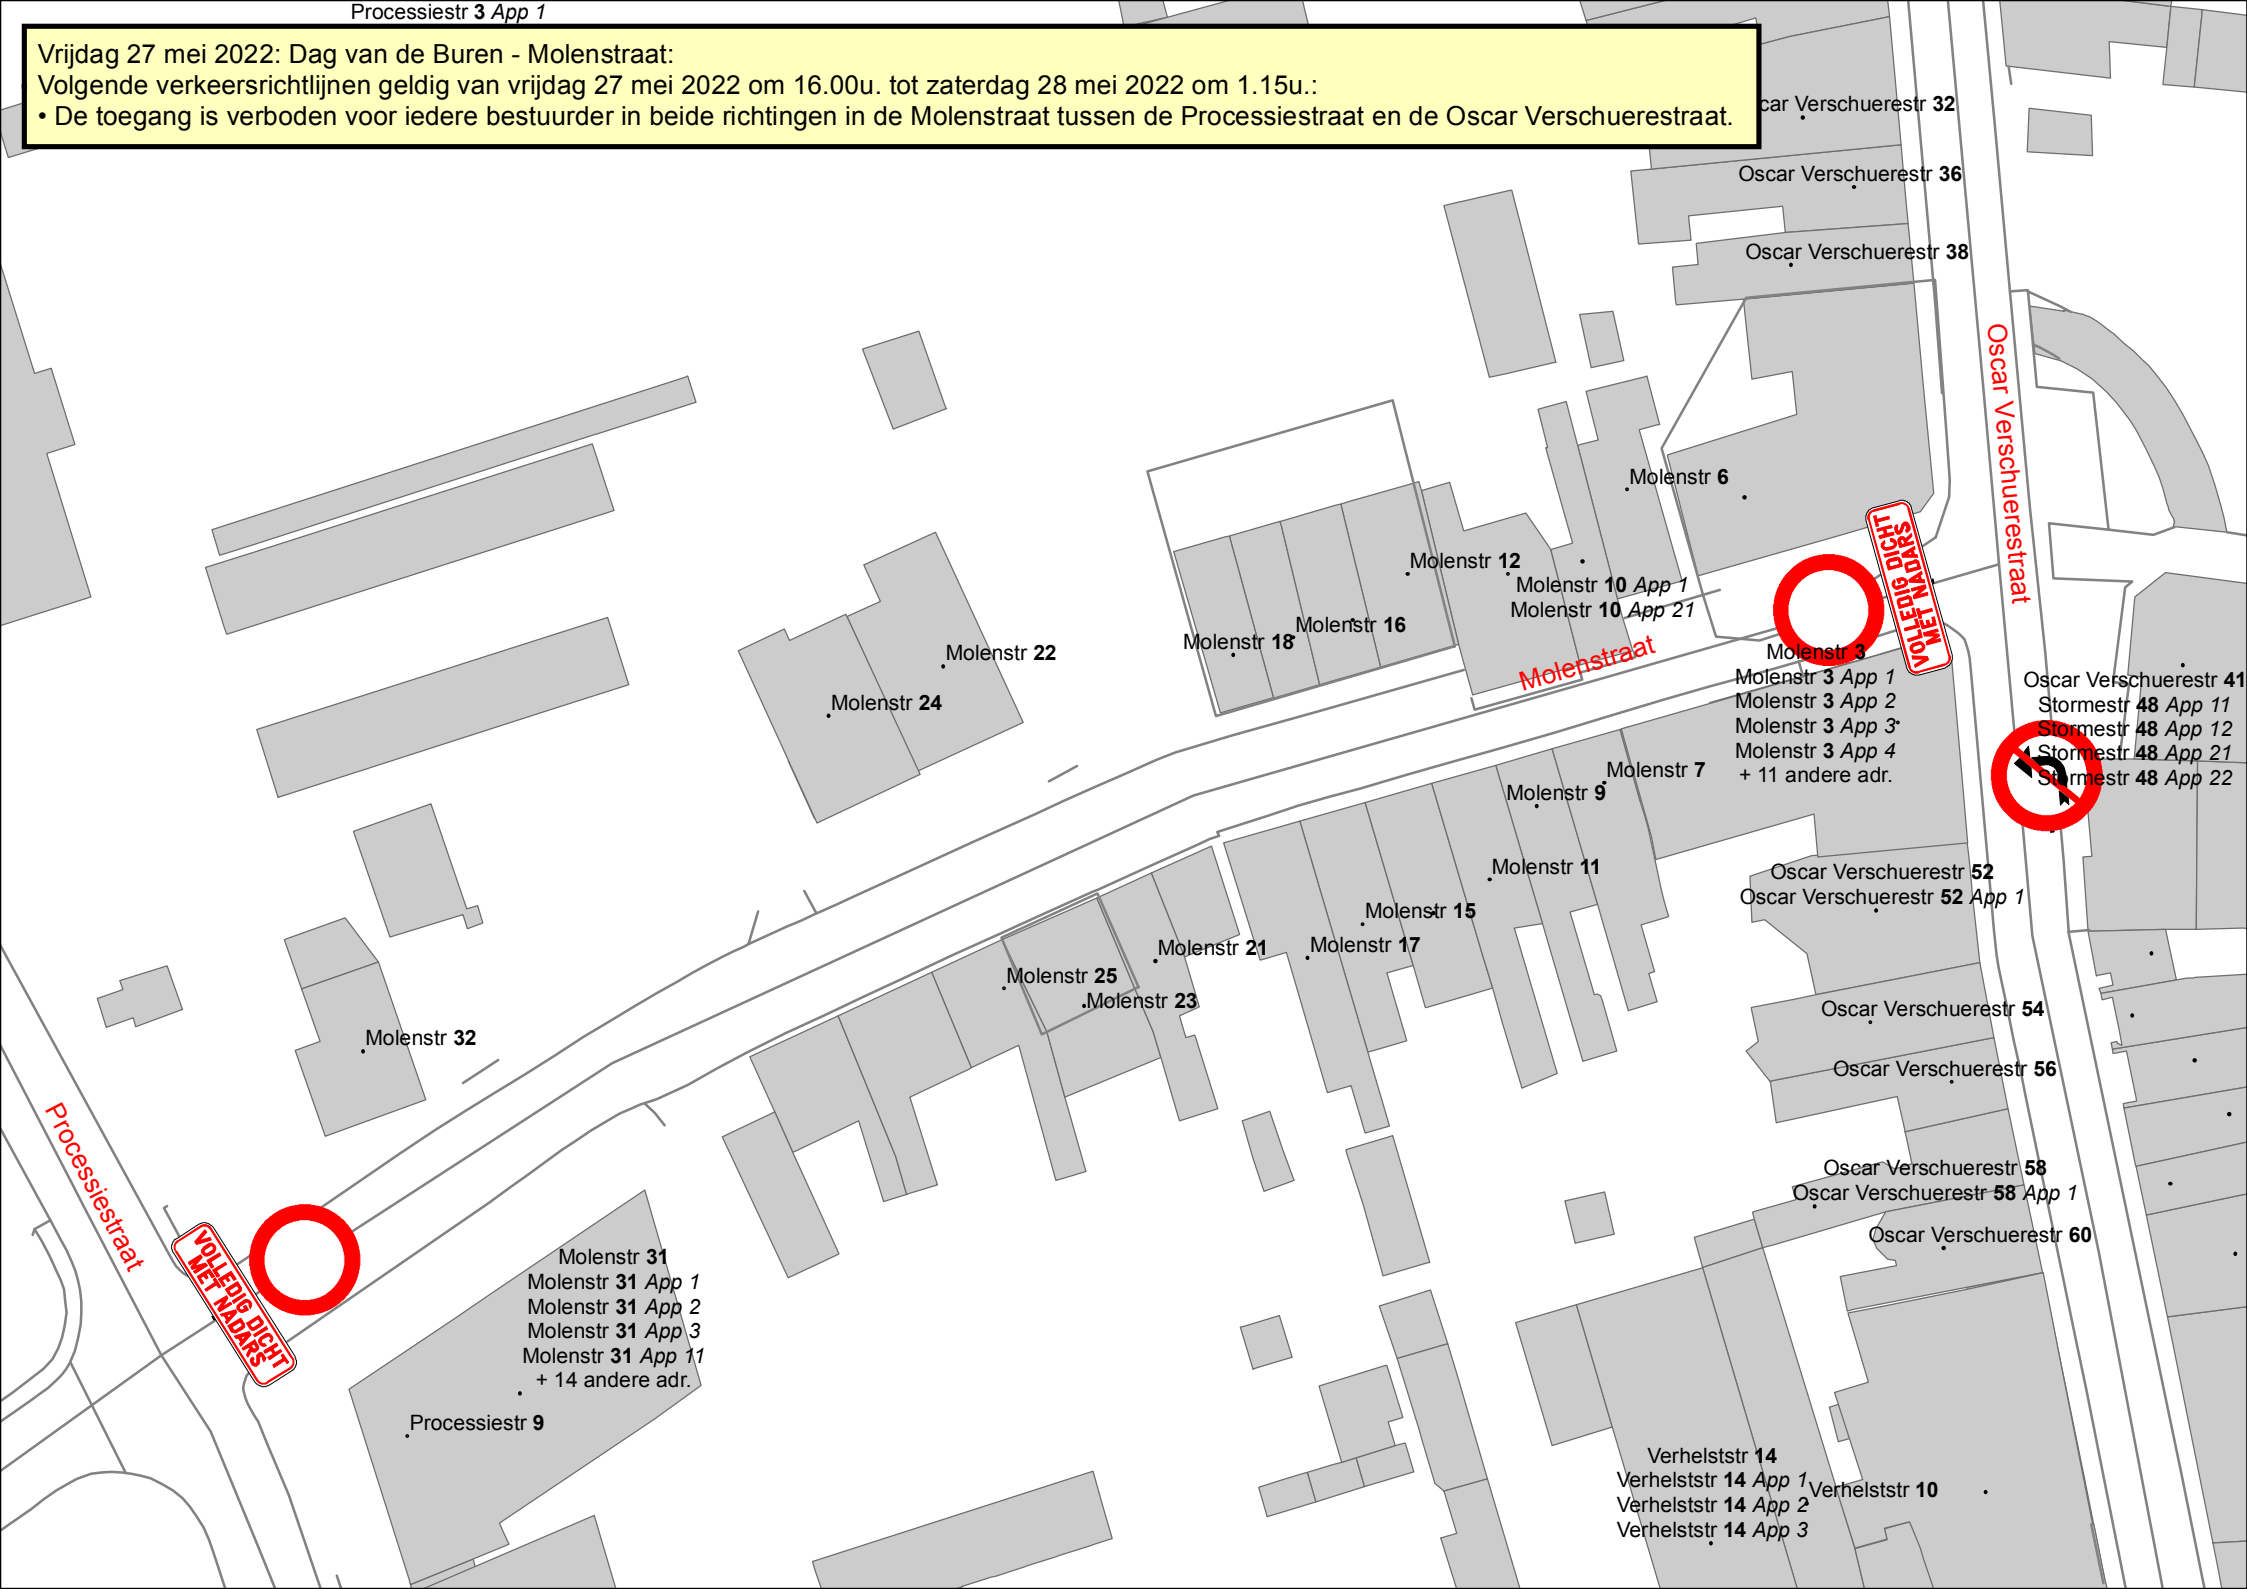 Processiestr 3 App 1
Vrijdag 27 mei 2022: Dag van de Buren - Molenstraat:
Volgende verkeersrichtlijnen geldig van vrijdag 27 mei 2022 om 16.00u. tot zaterdag 28 mei 2022 om 1.15u.:
• De toegang is verboden voor iedere bestuurder in beide richtingen in de Molenstraat tussen de Processiestraat en de Oscar Verschuerestraat.
car Verschuerestr 32
Oscar Verschuerestr 36
Oscar Verschuerestr 38
Oscar Verschuerestraat
Molenstr 6
VOLLEDIG DICHT
MET NADARS
Molenstr 12
Molenstr 10 App 1
Molenstr 10 App 21
Molenstr 16
Molenstr 18
Molenstraat
Molenstr 22
Molenstr 24
Molenstr 3
Molenstr 3 App 1
Molenstr 3 App 2
Molenstr 3 App 3
Molenstr 3 App 4
+ 11 andere adr.
Oscar Verschuerestr 41
Stormestr 48 App 11
Stormestr 48 App 12
Stormestr 48 App 21
Stormestr 48 App 22
Molenstr 7
Molenstr 9
Molenstr 11
Molenstr 15
Molenstr 17
Molenstr 21
Molenstr 25
Molenstr 23
Oscar Verschuerestr 52
Oscar Verschuerestr 52 App 1
Oscar Verschuerestr 54
Oscar Verschuerestr 56
Molenstr 32
Processiestraat
Oscar Verschuerestr 58
Oscar Verschuerestr 58 App 1
Oscar Verschuerestr 60
VOLLEDIG DICHT
MET NADARS
Molenstr 31
Molenstr 31 App 1
Molenstr 31 App 2
Molenstr 31 App 3
Molenstr 31 App 11
+ 14 andere adr.
Processiestr 9
Verhelststr 14
Verhelststr 14 App 1
Verhelststr 14 App 2
Verhelststr 14 App 3
Verhelststr 10